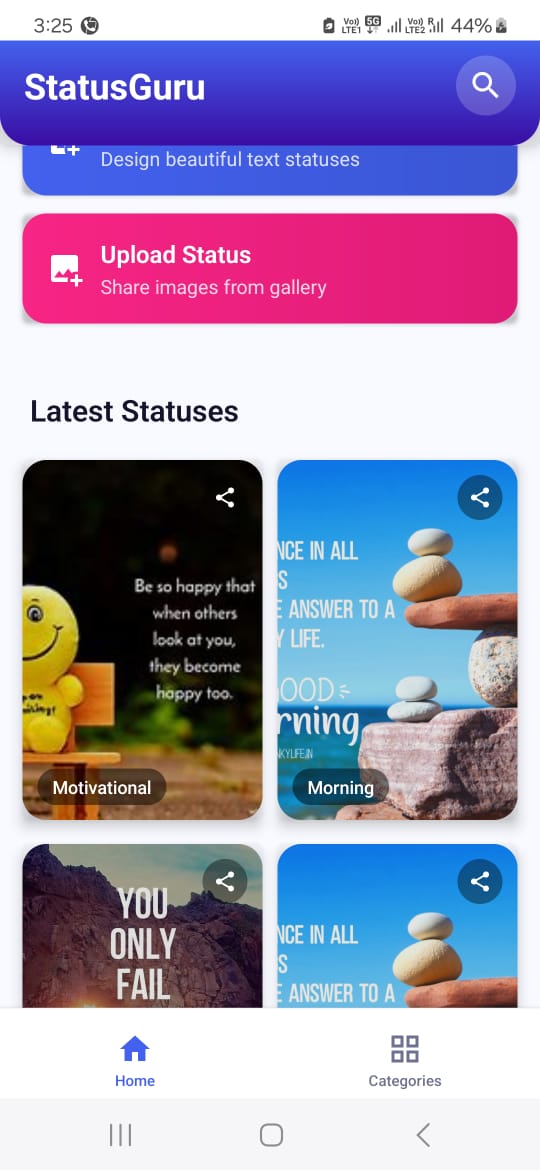 3:25
Vo)) 5G Vo)) R 44%
LTE1 LTE2
StatusGuru
Design beautiful text statuses
Upload Status
Share images from gallery
Latest Statuses
Be so happy that
when others
look at you,
they become
happy too.
Motivational
NCE IN ALL
S
E ANSWER TO A
Y LIFE.
OOD
rning
KYLIFE.IN
Morning
YOU
ONLY
FAIL
NCE IN ALL
S
E ANSWER TO A
Home
Categories